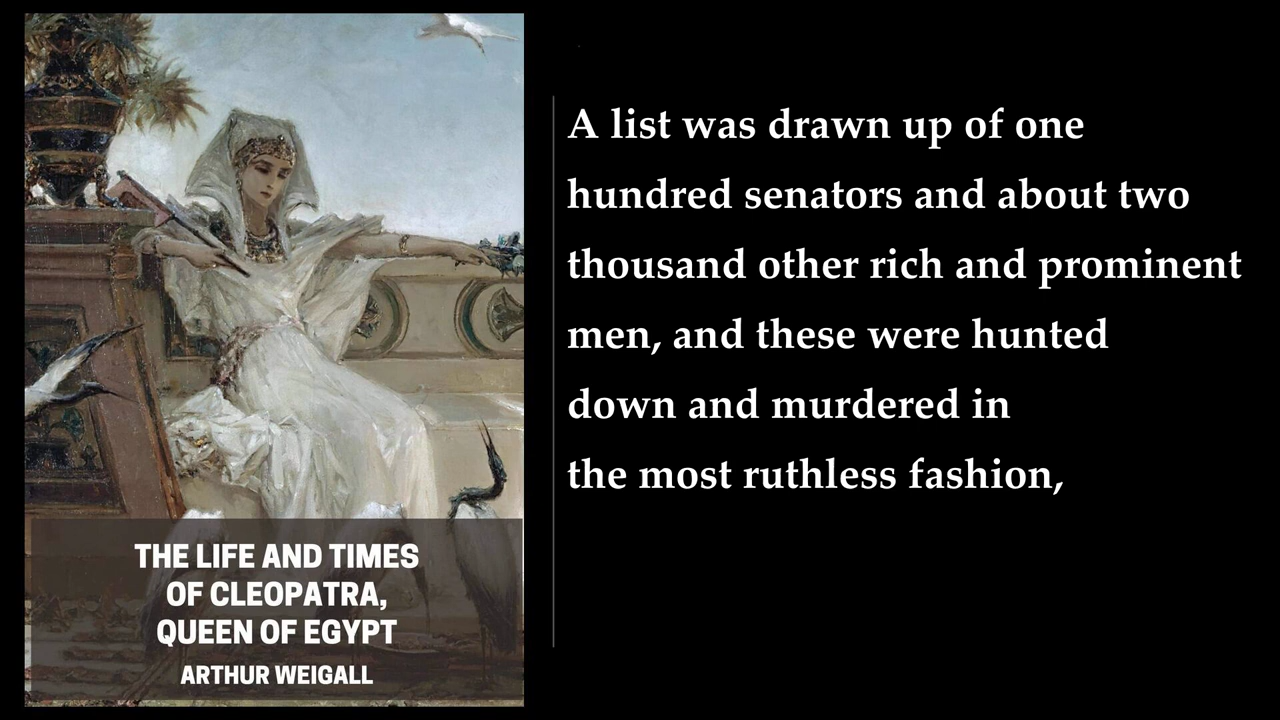 A list was drawn up of one
hundred senators and about two
thousand other rich and prominent
men, and these were hunted
down and murdered in
the most ruthless fashion,
THE LIFE AND TIMES
OF CLEOPATRA,
QUEEN OF EGYPT
ARTHUR WEIGALL